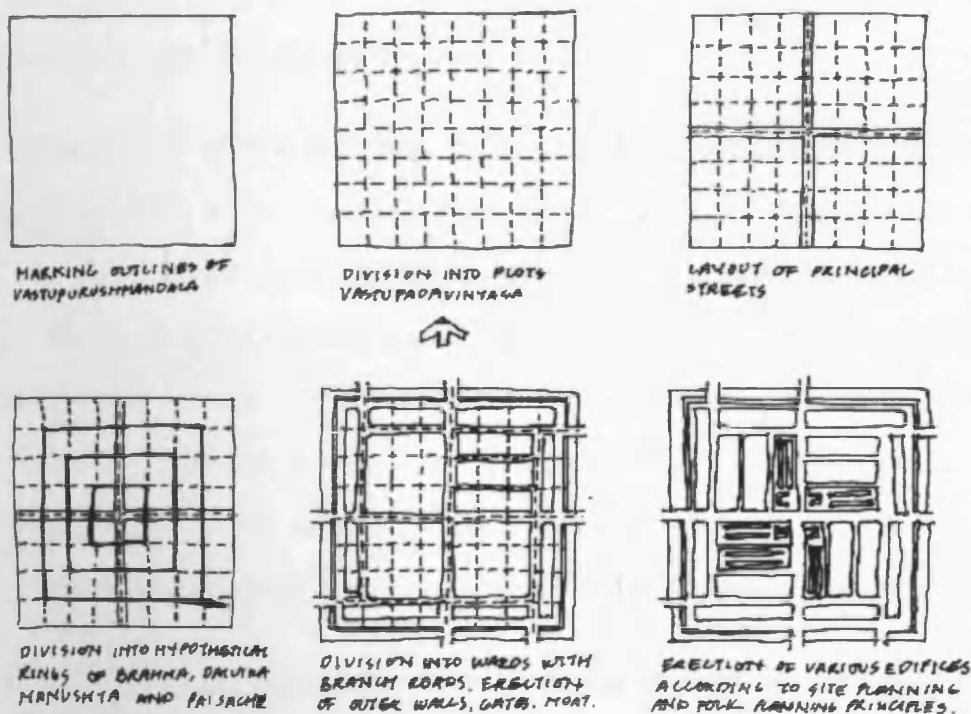 MARKING OUTLINES OF
VASTUPURUSHMANDALA
DIVISION INTO PLOTS
VASTUPADAVINYASA
LAYOUT OF PRINCIPAL
STREETS
DIVISION INTO HYPOTHETICAL
RINGS OF BRAHMA, DAIVIKA
MANUSHYA AND PAISACHE
DIVISION INTO WARDS WITH
BRANCH ROADS. ERECTION
OF OUTER WALLS, GATES, MOAT.
ERECTION OF VARIOUS EDIFICES
ACCORDING TO SITE PLANNING
AND FOLK PLANNING PRINCIPLES.